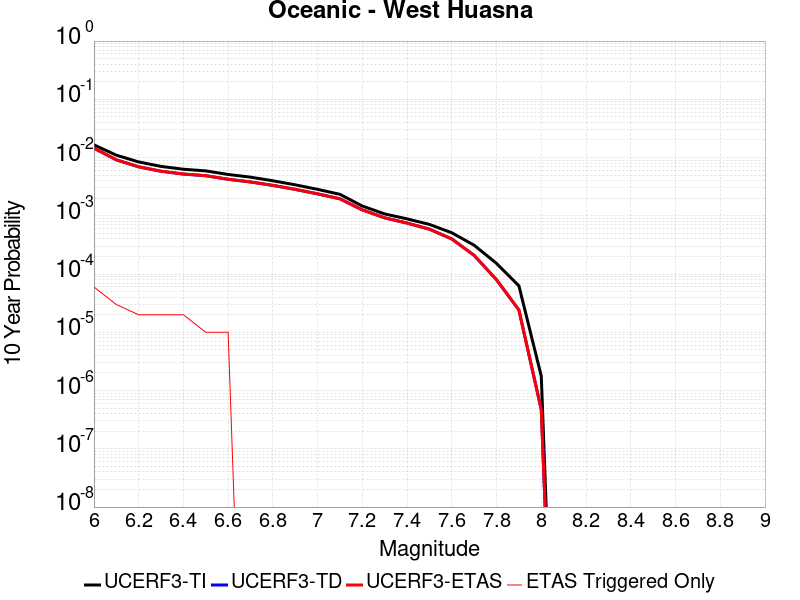 Oceanic - West Huasna
10^0
10^-1
10^-2
10^-3
10^-4
10^-5
10^-6
10^-7
10^-8
10 Year Probability
6 6.2 6.4 6.6 6.8 7 7.2 7.4 7.6 7.8 8 8.2 8.4 8.6 8.8 9
Magnitude
UCERF3-TI UCERF3-TD UCERF3-ETAS ETAS Triggered Only